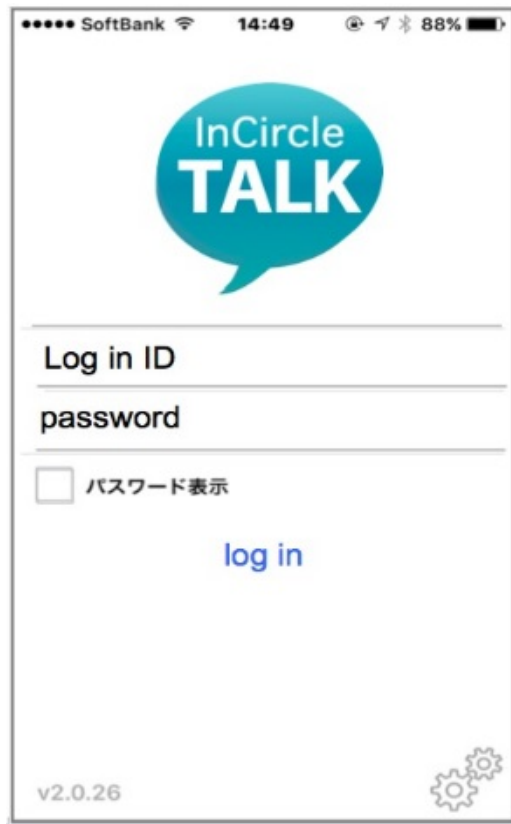 SoftBank 14:49 88%
InCircle
TALK
Log in ID
password
パスワード表示
log in
v2.0.26